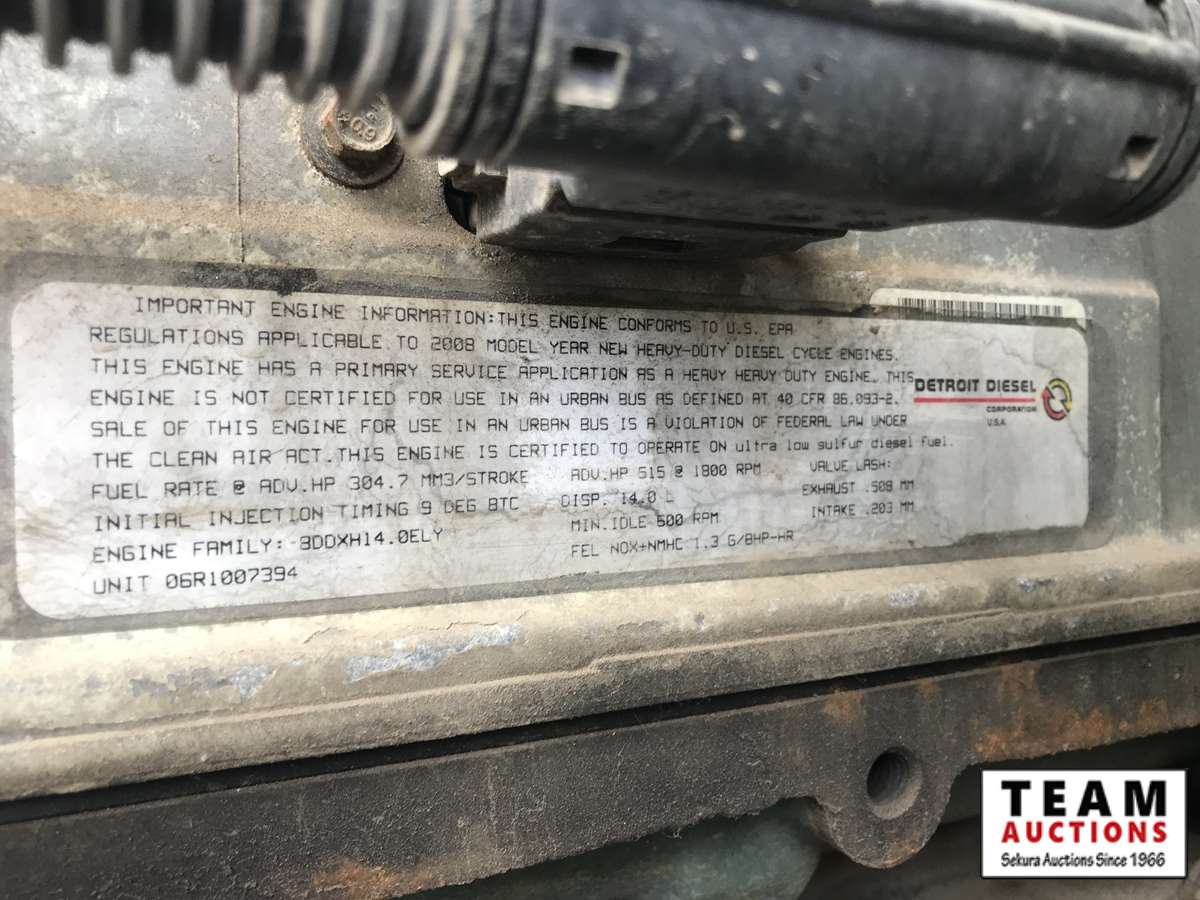 IMPORTANT ENGINE INFORMATION:THIS ENGINE CONFORMS TO U.S. EPA
REGULATIONS APPLICABLE TO 2008 MODEL YEAR NEW HEAVY-DUTY DIESEL CYCLE ENGINES.
THIS ENGINE HAS A PRIMARY SERVICE APPLICATION AS A HEAVY HEAVY DUTY ENGINE. THIS
ENGINE IS NOT CERTIFIED FOR USE IN AN URBAN BUS AS DEFINED AT 40 CFR 86.093-2.
SALE OF THIS ENGINE FOR USE IN AN URBAN BUS IS A VIOLATION OF FEDERAL LAW UNDER
THE CLEAN AIR ACT.THIS ENGINE IS CERTIFIED TO OPERATE ON ultra low sulfur diesel fuel.
FUEL RATE @ ADV.HP 304.7 MM3/STROKE ADV.HP 515 @ 1800 RPM VALVE LASH:
INITIAL INJECTION TIMING 9 DEG BTC DISP. 14.0 L EXHAUST .508 MM
ENGINE FAMILY: 8DDXH14.0ELY MIN.IDLE 500 RPM INTAKE .203 MM
UNIT 06R1007394 FEL NOX+NMHC 1.3 G/BHP-HR
DETROIT DIESEL
CORPORATION
U.S.A.
TEAM
AUCTIONS
Sekura Auctions Since 1966